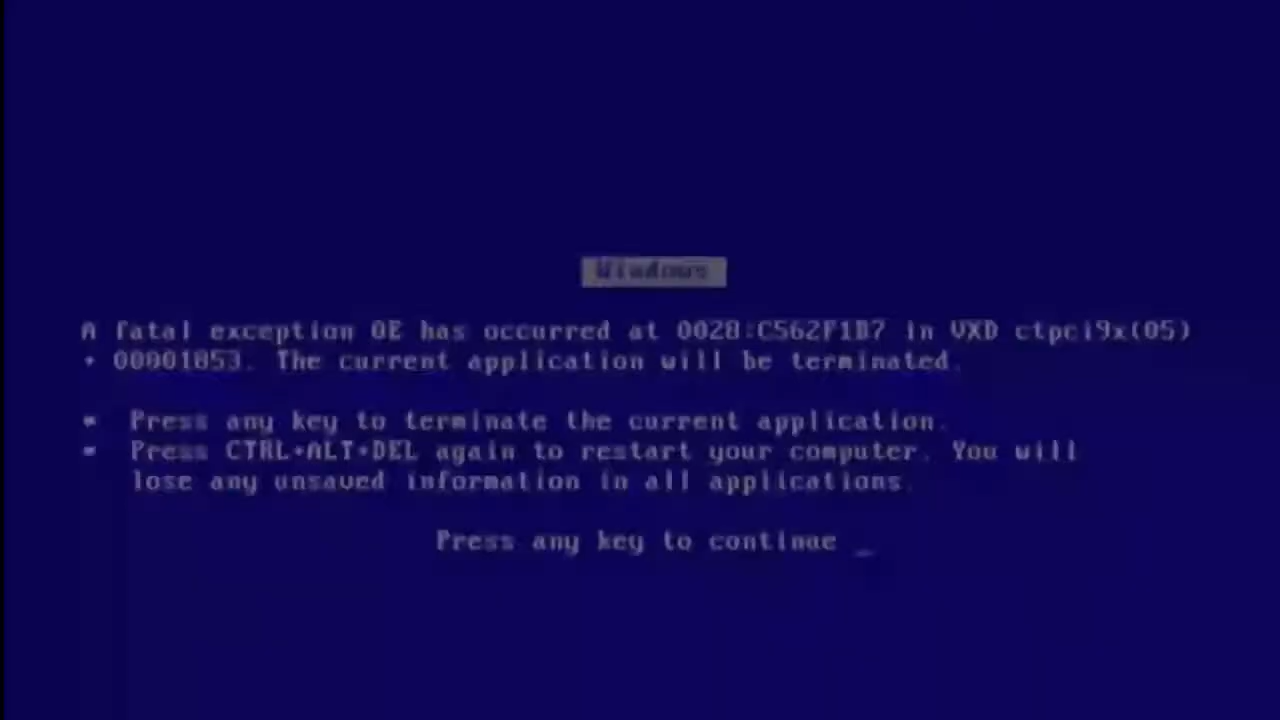 Windows
A fatal exception 0E has occurred at 0028:C562F1B7 in VXD ctpci9x(05)
+ 00001853. The current application will be terminated.
* Press any key to terminate the current application.
* Press CTRL+ALT+DEL again to restart your computer. You will
lose any unsaved information in all applications.
Press any key to continue _